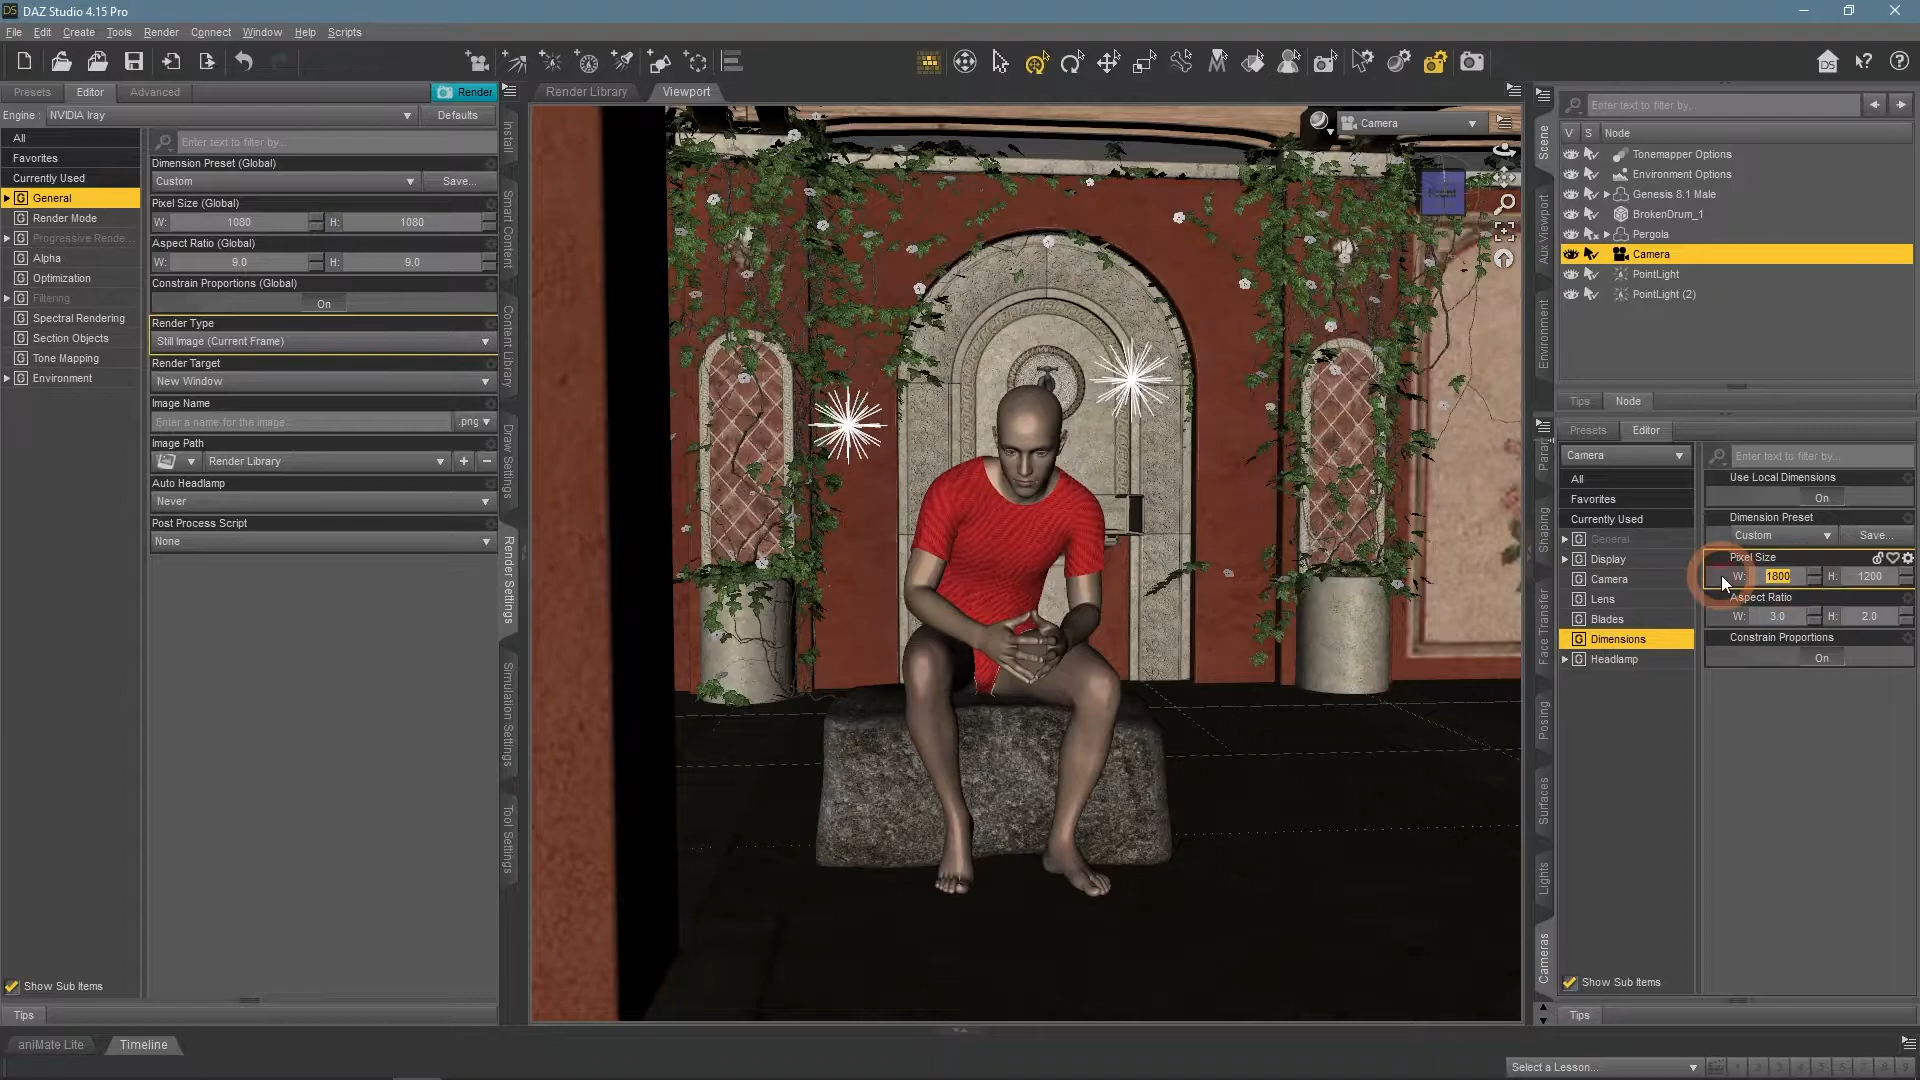 DAZ Studio 4.15 Pro
File Edit Create Tools Render Connect Window Help Scripts
Presets Editor Advanced Render
Engine : NVIDIA Iray Defaults
All
Favorites
Currently Used
General
Render Mode
Progressive Rende...
Alpha
Optimization
Filtering
Spectral Rendering
Section Objects
Tone Mapping
Environment
Show Sub Items
Tips
Enter text to filter by...
Dimension Preset (Global)
Custom Save...
Pixel Size (Global)
W: 1080 H: 1080
Aspect Ratio (Global)
W: 9.0 H: 9.0
Constrain Proportions (Global)
On
Render Type
Still Image (Current Frame)
Render Target
New Window
Image Name
Enter a name for the image... .png
Image Path
Render Library
Auto Headlamp
Never
Post Process Script
None
Install
Smart Content
Content Library
Draw Settings
Render Settings
Simulation Settings
Tool Settings
Render Library Viewport
Camera
Scene
Aux Viewport
Environment
Enter text to filter by...
V S Node
Tonemapper Options
Environment Options
Genesis 8.1 Male
BrokenDrum_1
Pergola
Camera
PointLight
PointLight (2)
Tips Node
Presets Editor
Shaping
Face Transfer
Posing
Surfaces
Lights
Cameras
Camera
All
Favorites
Currently Used
General
Display
Camera
Lens
Blades
Dimensions
Headlamp
Show Sub Items
Tips
Enter text to filter by...
Use Local Dimensions
On
Dimension Preset
Custom Save...
Pixel Size
W: 1800 H: 1200
Aspect Ratio
W: 3.0 H: 2.0
Constrain Proportions
On
aniMate Lite Timeline
Select a Lesson...